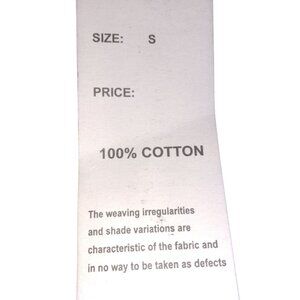 SIZE: S
PRICE:
100% COTTON
The weaving irregularities
and shade variations are
characteristic of the fabric and
in no way to be taken as defects